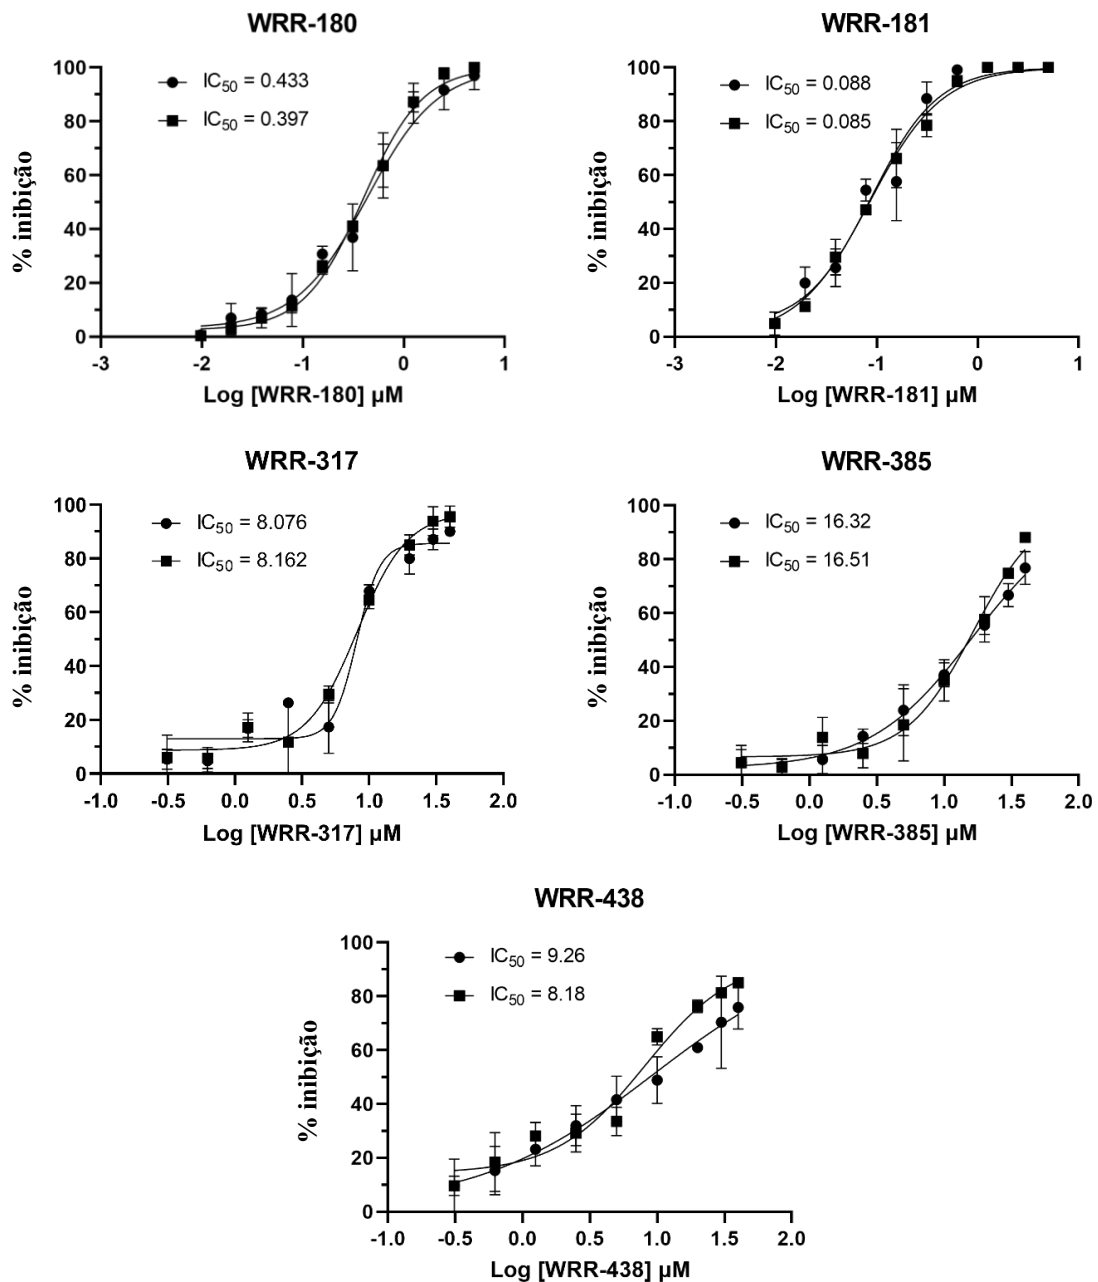 WRR-180
IC50 = 0.433
IC50 = 0.397
100
80
60
40
20
0
% inibição
-3
-2
-1
0
1
Log [WRR-180] µM
WRR-181
IC50 = 0.088
IC50 = 0.085
100
80
60
40
20
0
% inibição
-3
-2
-1
0
1
Log [WRR-181] µM
WRR-317
IC50 = 8.076
IC50 = 8.162
100
80
60
40
20
0
% inibição
-1.0
-0.5
0.0
0.5
1.0
1.5
2.0
Log [WRR-317] µM
WRR-385
IC50 = 16.32
IC50 = 16.51
100
80
60
40
20
0
% inibição
-1.0
-0.5
0.0
0.5
1.0
1.5
2.0
Log [WRR-385] µM
WRR-438
IC50 = 9.26
IC50 = 8.18
100
80
60
40
20
0
% inibição
-1.0
-0.5
0.0
0.5
1.0
1.5
2.0
Log [WRR-438] µM